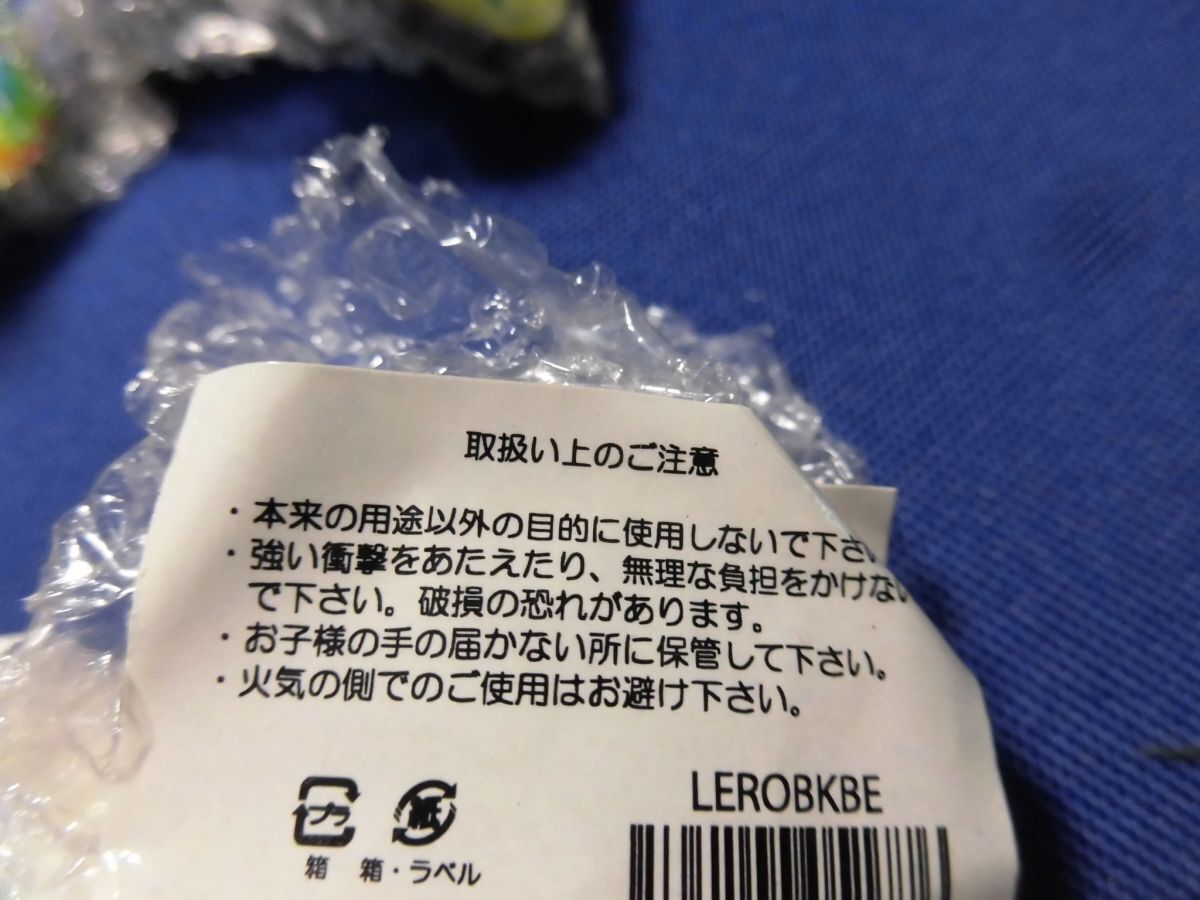 取扱い上のご注意
・本来の用途以外の目的に使用しないで下さい
・強い衝撃をあたえたり、無理な負担をかけない
で下さい。破損の恐れがあります。
・お子様の手の届かない所に保管して下さい。
・火気の側でのご使用はお避け下さい。
プラ 紙
箱 箱・ラベル
LEROBKBE